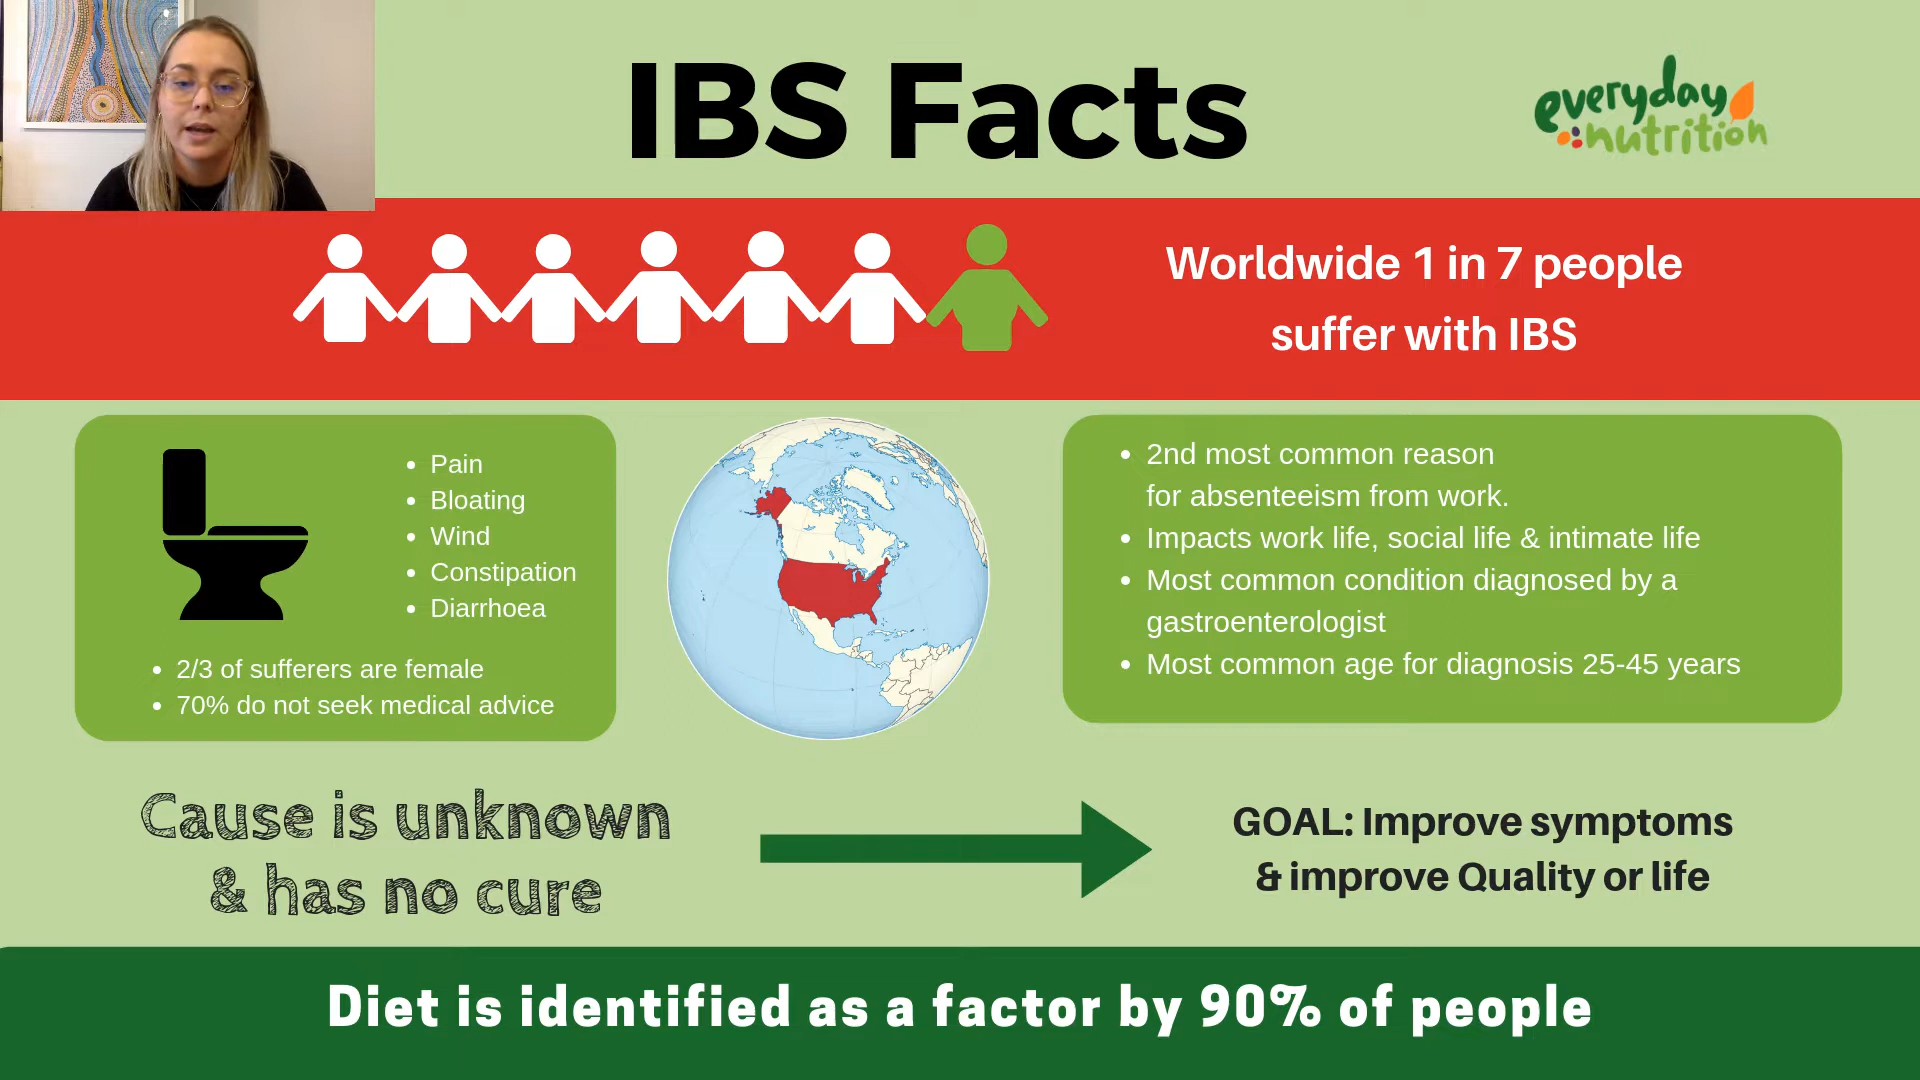 IBS Facts
everyday
nutrition
Worldwide 1 in 7 people
suffer with IBS
• Pain
• Bloating
• Wind
• Constipation
• Diarrhoea
• 2/3 of sufferers are female
• 70% do not seek medical advice
• 2nd most common reason
for absenteeism from work.
• Impacts work life, social life & intimate life
• Most common condition diagnosed by a
gastroenterologist
• Most common age for diagnosis 25-45 years
Cause is unknown
& has no cure
GOAL: Improve symptoms
& improve Quality or life
Diet is identified as a factor by 90% of people